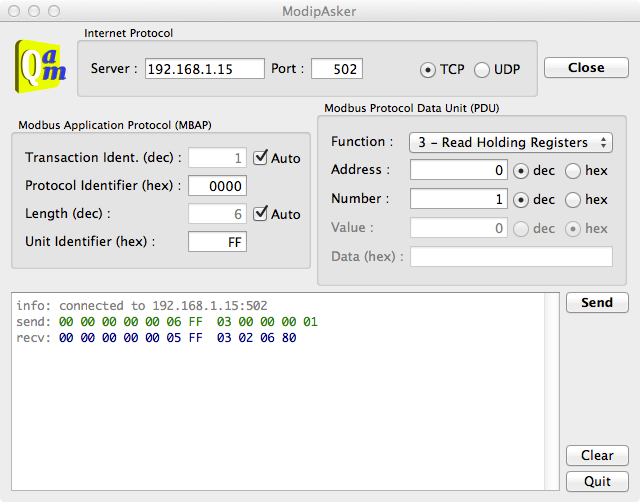 ModipAsker
Internet Protocol
Qam
Server : 192.168.1.15 Port : 502 TCP UDP Close
Modbus Application Protocol (MBAP)
Transaction Ident. (dec) : 1 Auto
Protocol Identifier (hex) : 0000
Length (dec) : 6 Auto
Unit Identifier (hex) : FF
Modbus Protocol Data Unit (PDU)
Function : 3 - Read Holding Registers
Address : 0 dec hex
Number : 1 dec hex
Value : 0 dec hex
Data (hex) :
info: connected to 192.168.1.15:502
send: 00 00 00 00 00 06 FF 03 00 00 00 01
recv: 00 00 00 00 00 05 FF 03 02 06 80
Send
Clear
Quit